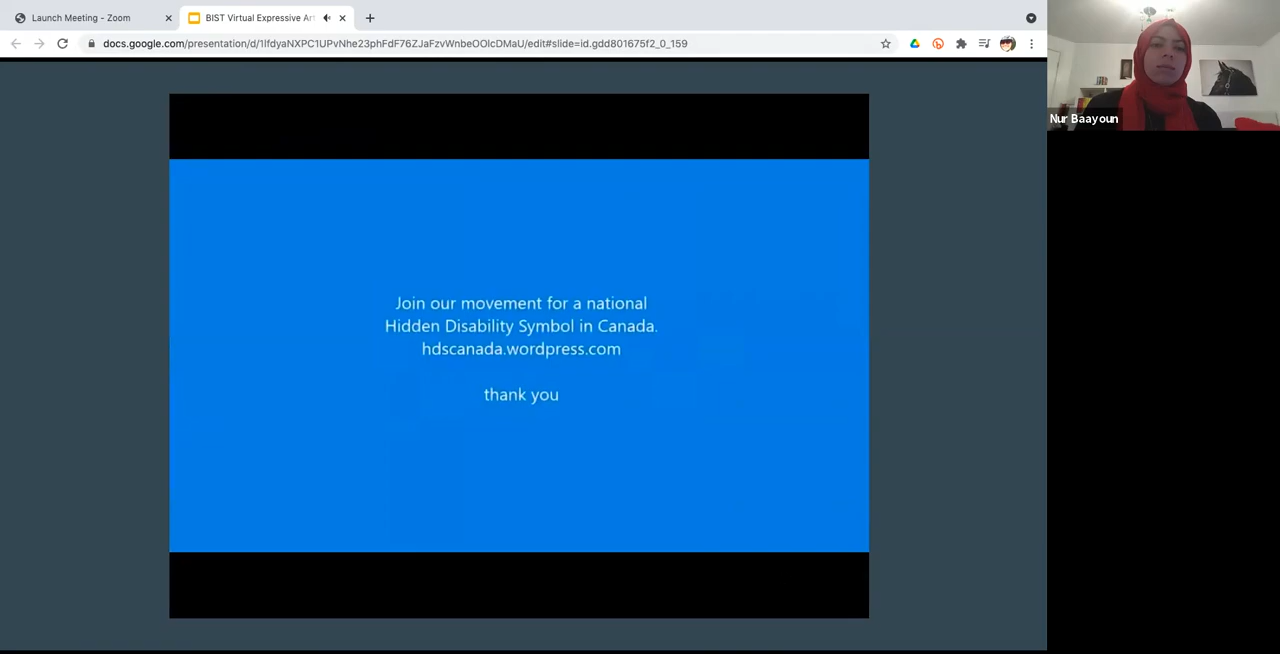 Launch Meeting - Zoom
BIST Virtual Expressive Art
docs.google.com/presentation/d/1lfdyaNXPC1UPvNhe23phFdF76ZJaFzvWnbeOOlcDMaU/edit#slide=id.gdd801675f2_0_159
Nur Baayoun
Join our movement for a national
Hidden Disability Symbol in Canada.
hdscanada.wordpress.com
thank you